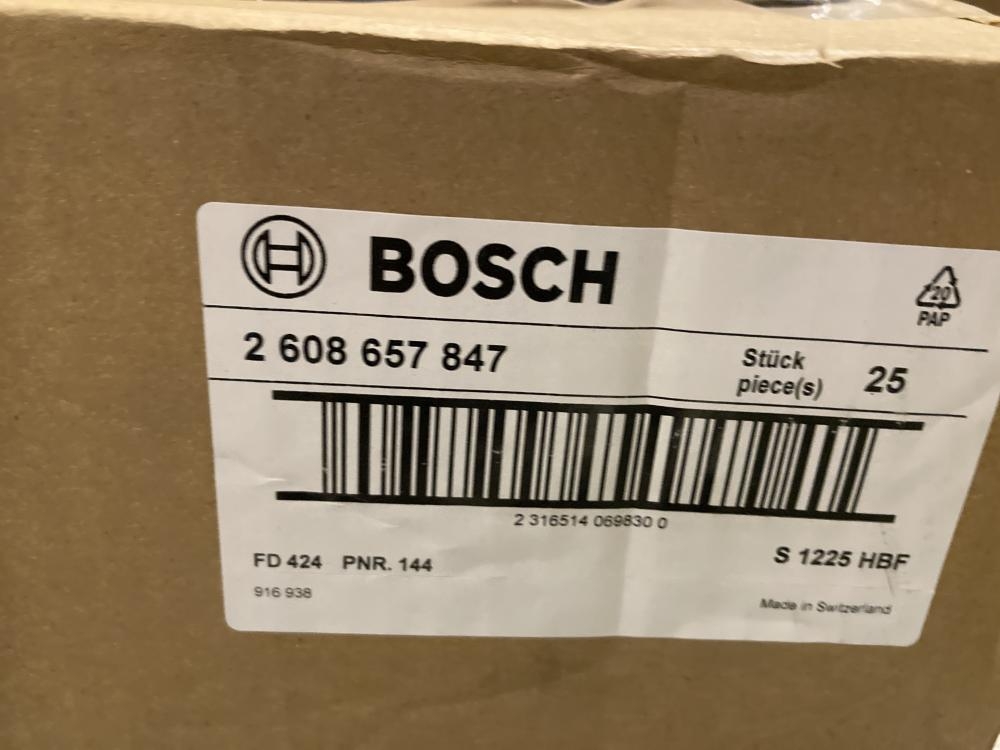 BOSCH
20
PAP
2 608 657 847
Stück
piece(s)
25
2 316514 069830 0
FD 424 PNR. 144
S 1225 HBF
916 938
Made in Switzerland